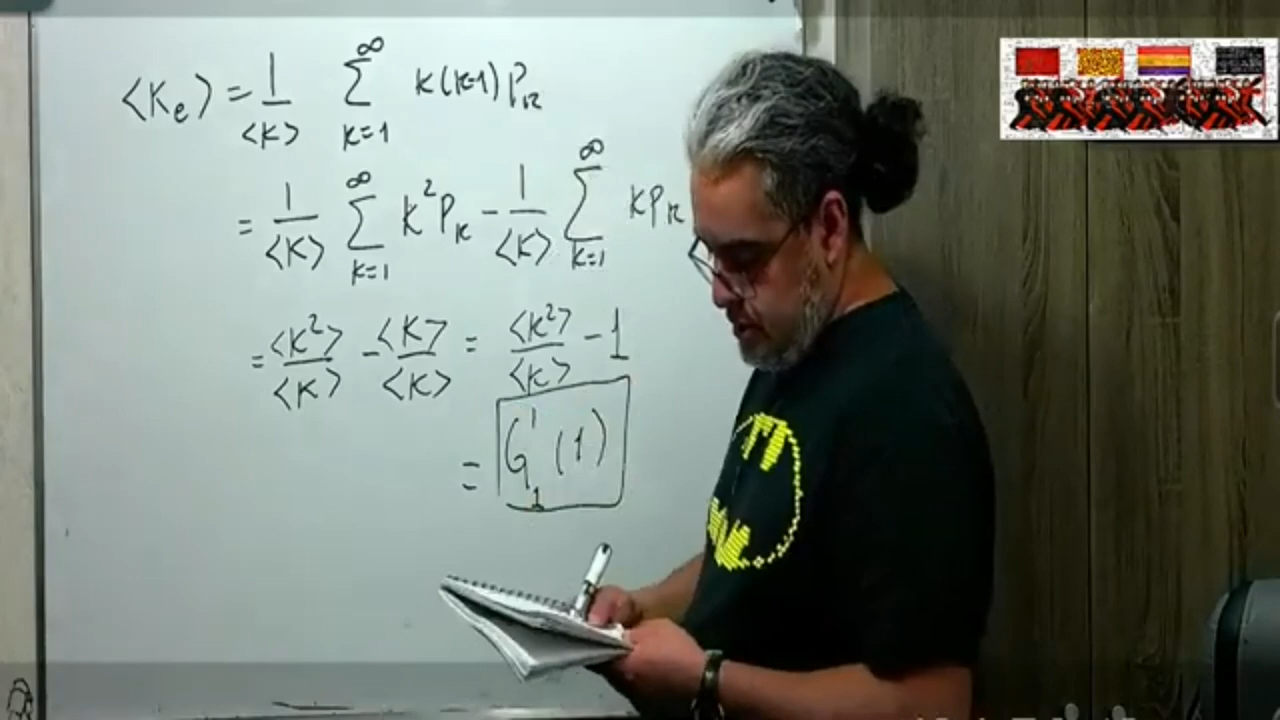 ⟨Ke⟩ = 1/⟨K⟩ ∑_{k=1}^{∞} K(K-1) P_k
= 1/⟨K⟩ ∑_{k=1}^{∞} K² P_k - 1/⟨K⟩ ∑_{k=1}^{∞} K P_k
= ⟨K²⟩/⟨K⟩ - ⟨K⟩/⟨K⟩ = ⟨K²⟩/⟨K⟩ - 1
= G₁'(1)